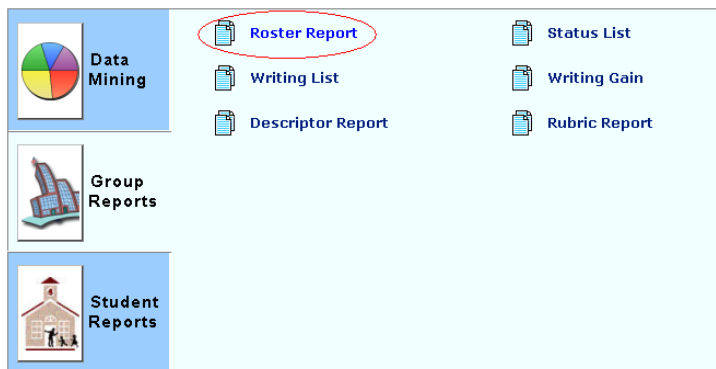 Data
Mining
Group
Reports
Student
Reports
Roster Report
Status List
Writing List
Writing Gain
Descriptor Report
Rubric Report